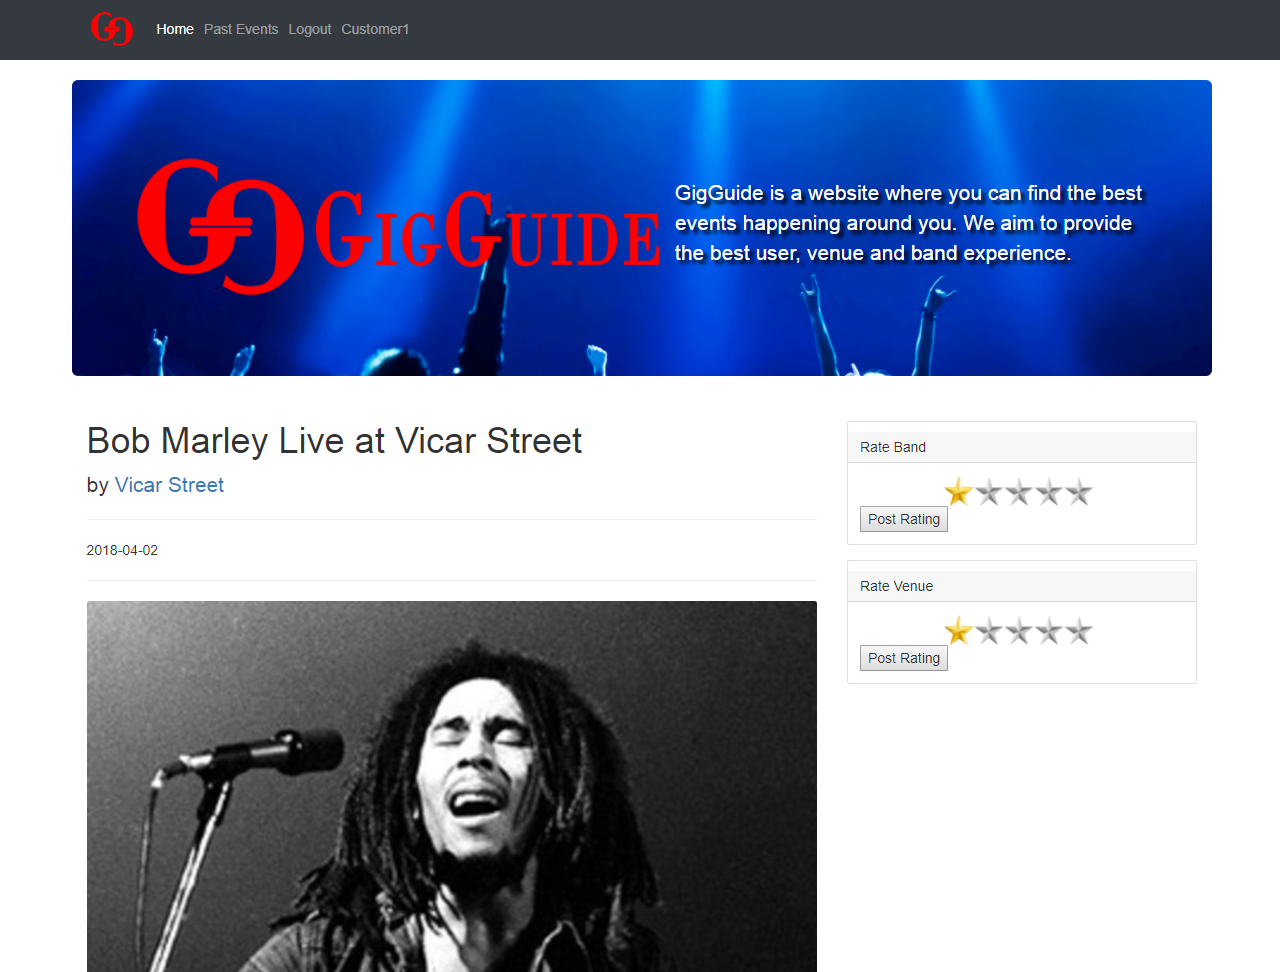 Home Past Events Logout Customer1
GIGGUIDE
GigGuide is a website where you can find the best
events happening around you. We aim to provide
the best user, venue and band experience.
Bob Marley Live at Vicar Street
by Vicar Street
2018-04-02
Rate Band
Post Rating
Rate Venue
Post Rating